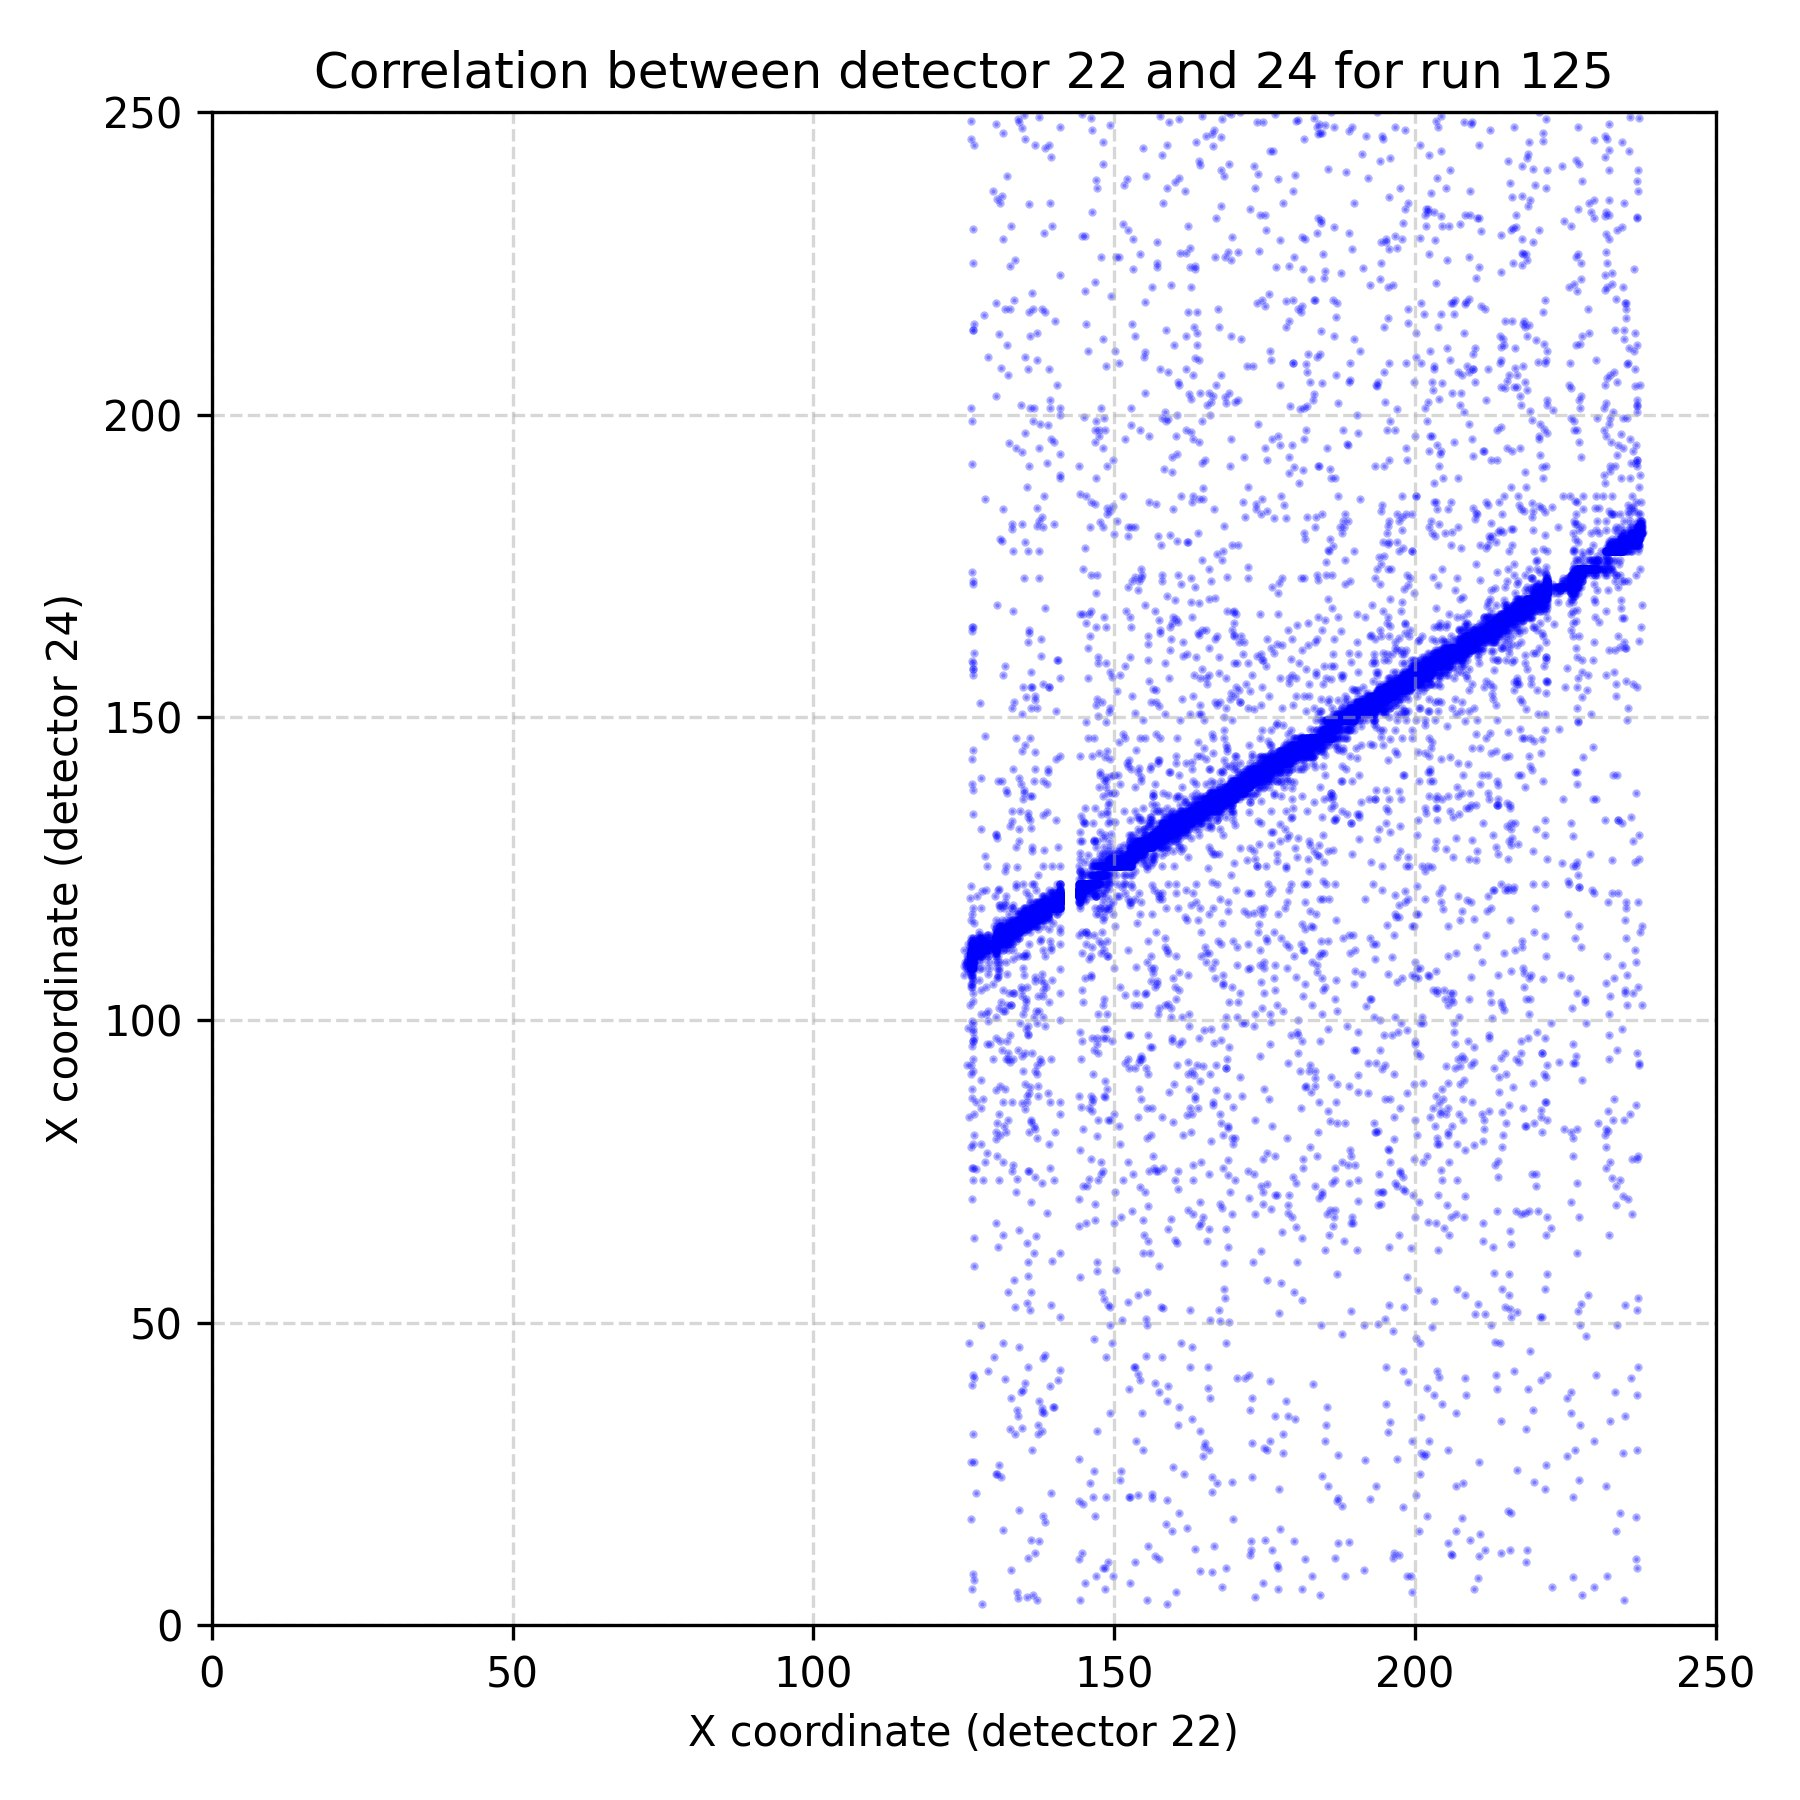 Correlation between detector 22 and 24 for run 125
250
200
150
100
50
0
X coordinate (detector 24)
0 50 100 150 200 250
X coordinate (detector 22)